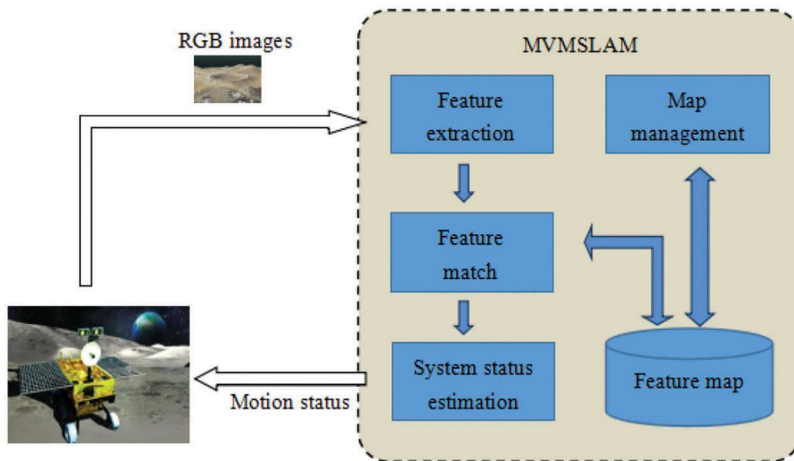 RGB images
MVMSLAM
Feature
extraction
Map
management
Feature
match
System status
estimation
Feature map
Motion status